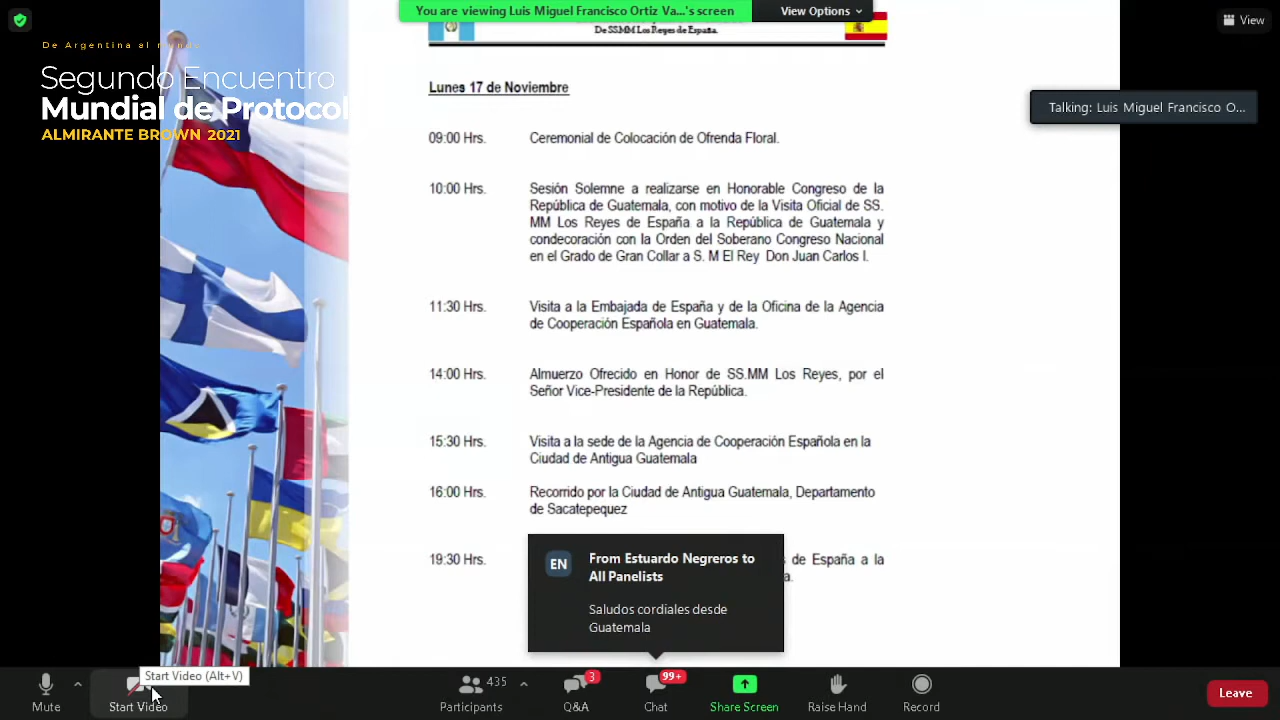 You are viewing Luis Miguel Francisco Ortiz Va...'s screen
View Options
View
De SS.MM Los Reyes de España.
De Argentina al mundo
Segundo Encuentro
Mundial de Protocol
ALMIRANTE BROWN 2021
Talking: Luis Miguel Francisco O...
Lunes 17 de Noviembre
09:00 Hrs. Ceremonial de Colocación de Ofrenda Floral.
10:00 Hrs. Sesión Solemne a realizarse en Honorable Congreso de la
República de Guatemala, con motivo de la Visita Oficial de SS.
MM Los Reyes de España a la República de Guatemala y
condecoración con la Orden del Soberano Congreso Nacional
en el Grado de Gran Collar a S. M El Rey Don Juan Carlos I.
11:30 Hrs. Visita a la Embajada de España y de la Oficina de la Agencia
de Cooperación Española en Guatemala.
14:00 Hrs. Almuerzo Ofrecido en Honor de SS.MM Los Reyes, por el
Señor Vice-Presidente de la República.
15:30 Hrs. Visita a la sede de la Agencia de Cooperación Española en la
Ciudad de Antigua Guatemala
16:00 Hrs. Recorrido por la Ciudad de Antigua Guatemala, Departamento
de Sacatepequez
19:30 Hrs. de España a la
a.
EN
From Estuardo Negreros to
All Panelists
Saludos cordiales desde
Guatemala
Start Video (Alt+V)
Mute
Start Video
435
Participants
3
Q&A
99+
Chat
Share Screen
Raise Hand
Record
Leave